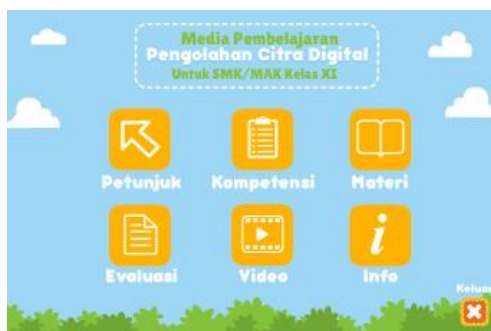 Media Pembelajaran
Pengolahan Citra Digital
Untuk SMK/MAK Kelas XI
Petunjuk
Kompetensi
Materi
Evaluasi
Video
Info
Keluar